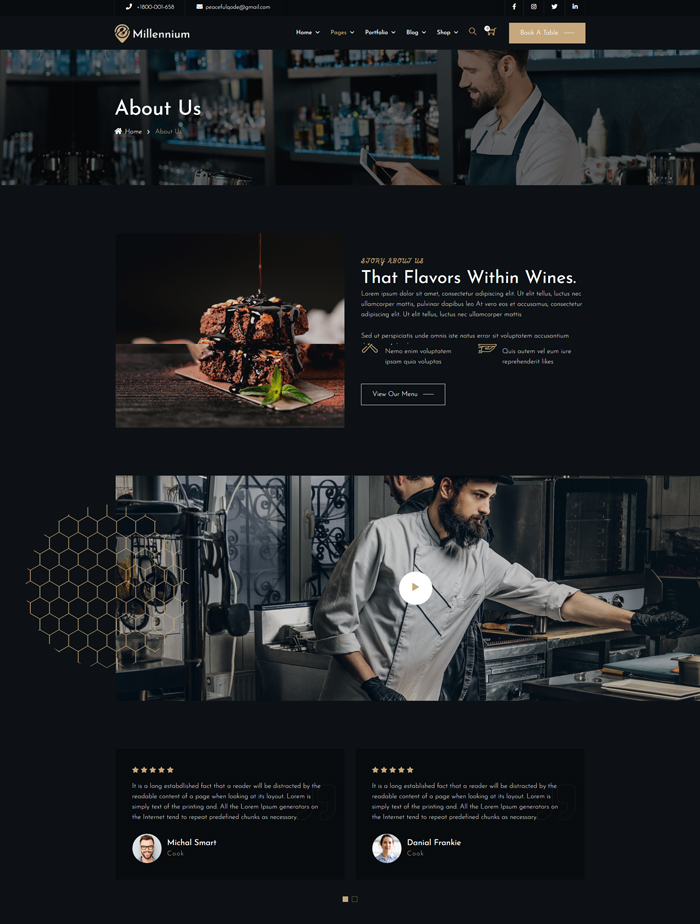 +1800-001-658
peacefulqode@gmail.com
Millennium
Home
Pages
Portfolio
Blog
Shop
0
Book A Table
About Us
Home
About Us
STORY ABOUT US
That Flavors Within Wines.
Lorem ipsum dolor sit amet, consectetur adipiscing elit. Ut elit tellus, luctus nec
ullamcorper mattis, pulvinar dapibus leo At vero eos et accusamus, consectetur
adipiscing elit. Ut elit tellus, luctus nec ullamcorper mattis
Sed ut perspiciatis unde omnis iste natus error sit voluptatem accusantium
Nemo enim voluptatem
ipsam quia voluptas
Quis autem vel eum iure
reprehenderit likes
View Our Menu
It is a long estabdlished fact that a reader will be distracted by the
readable content of a page when looking at its layout. Lorem is
simply text of the printing and. All the Lorem Ipsum generators on
the Internet tend to repeat predefined chunks as necessary.
Michal Smart
Cook
It is a long established fact that a reader will be distracted by the
readable content of a page when looking at its layout. Lorem is
simply text of the printing and. All the Lorem Ipsum generators on
the Internet tend to repeat predefined chunks as necessary.
Danial Frankie
Cook